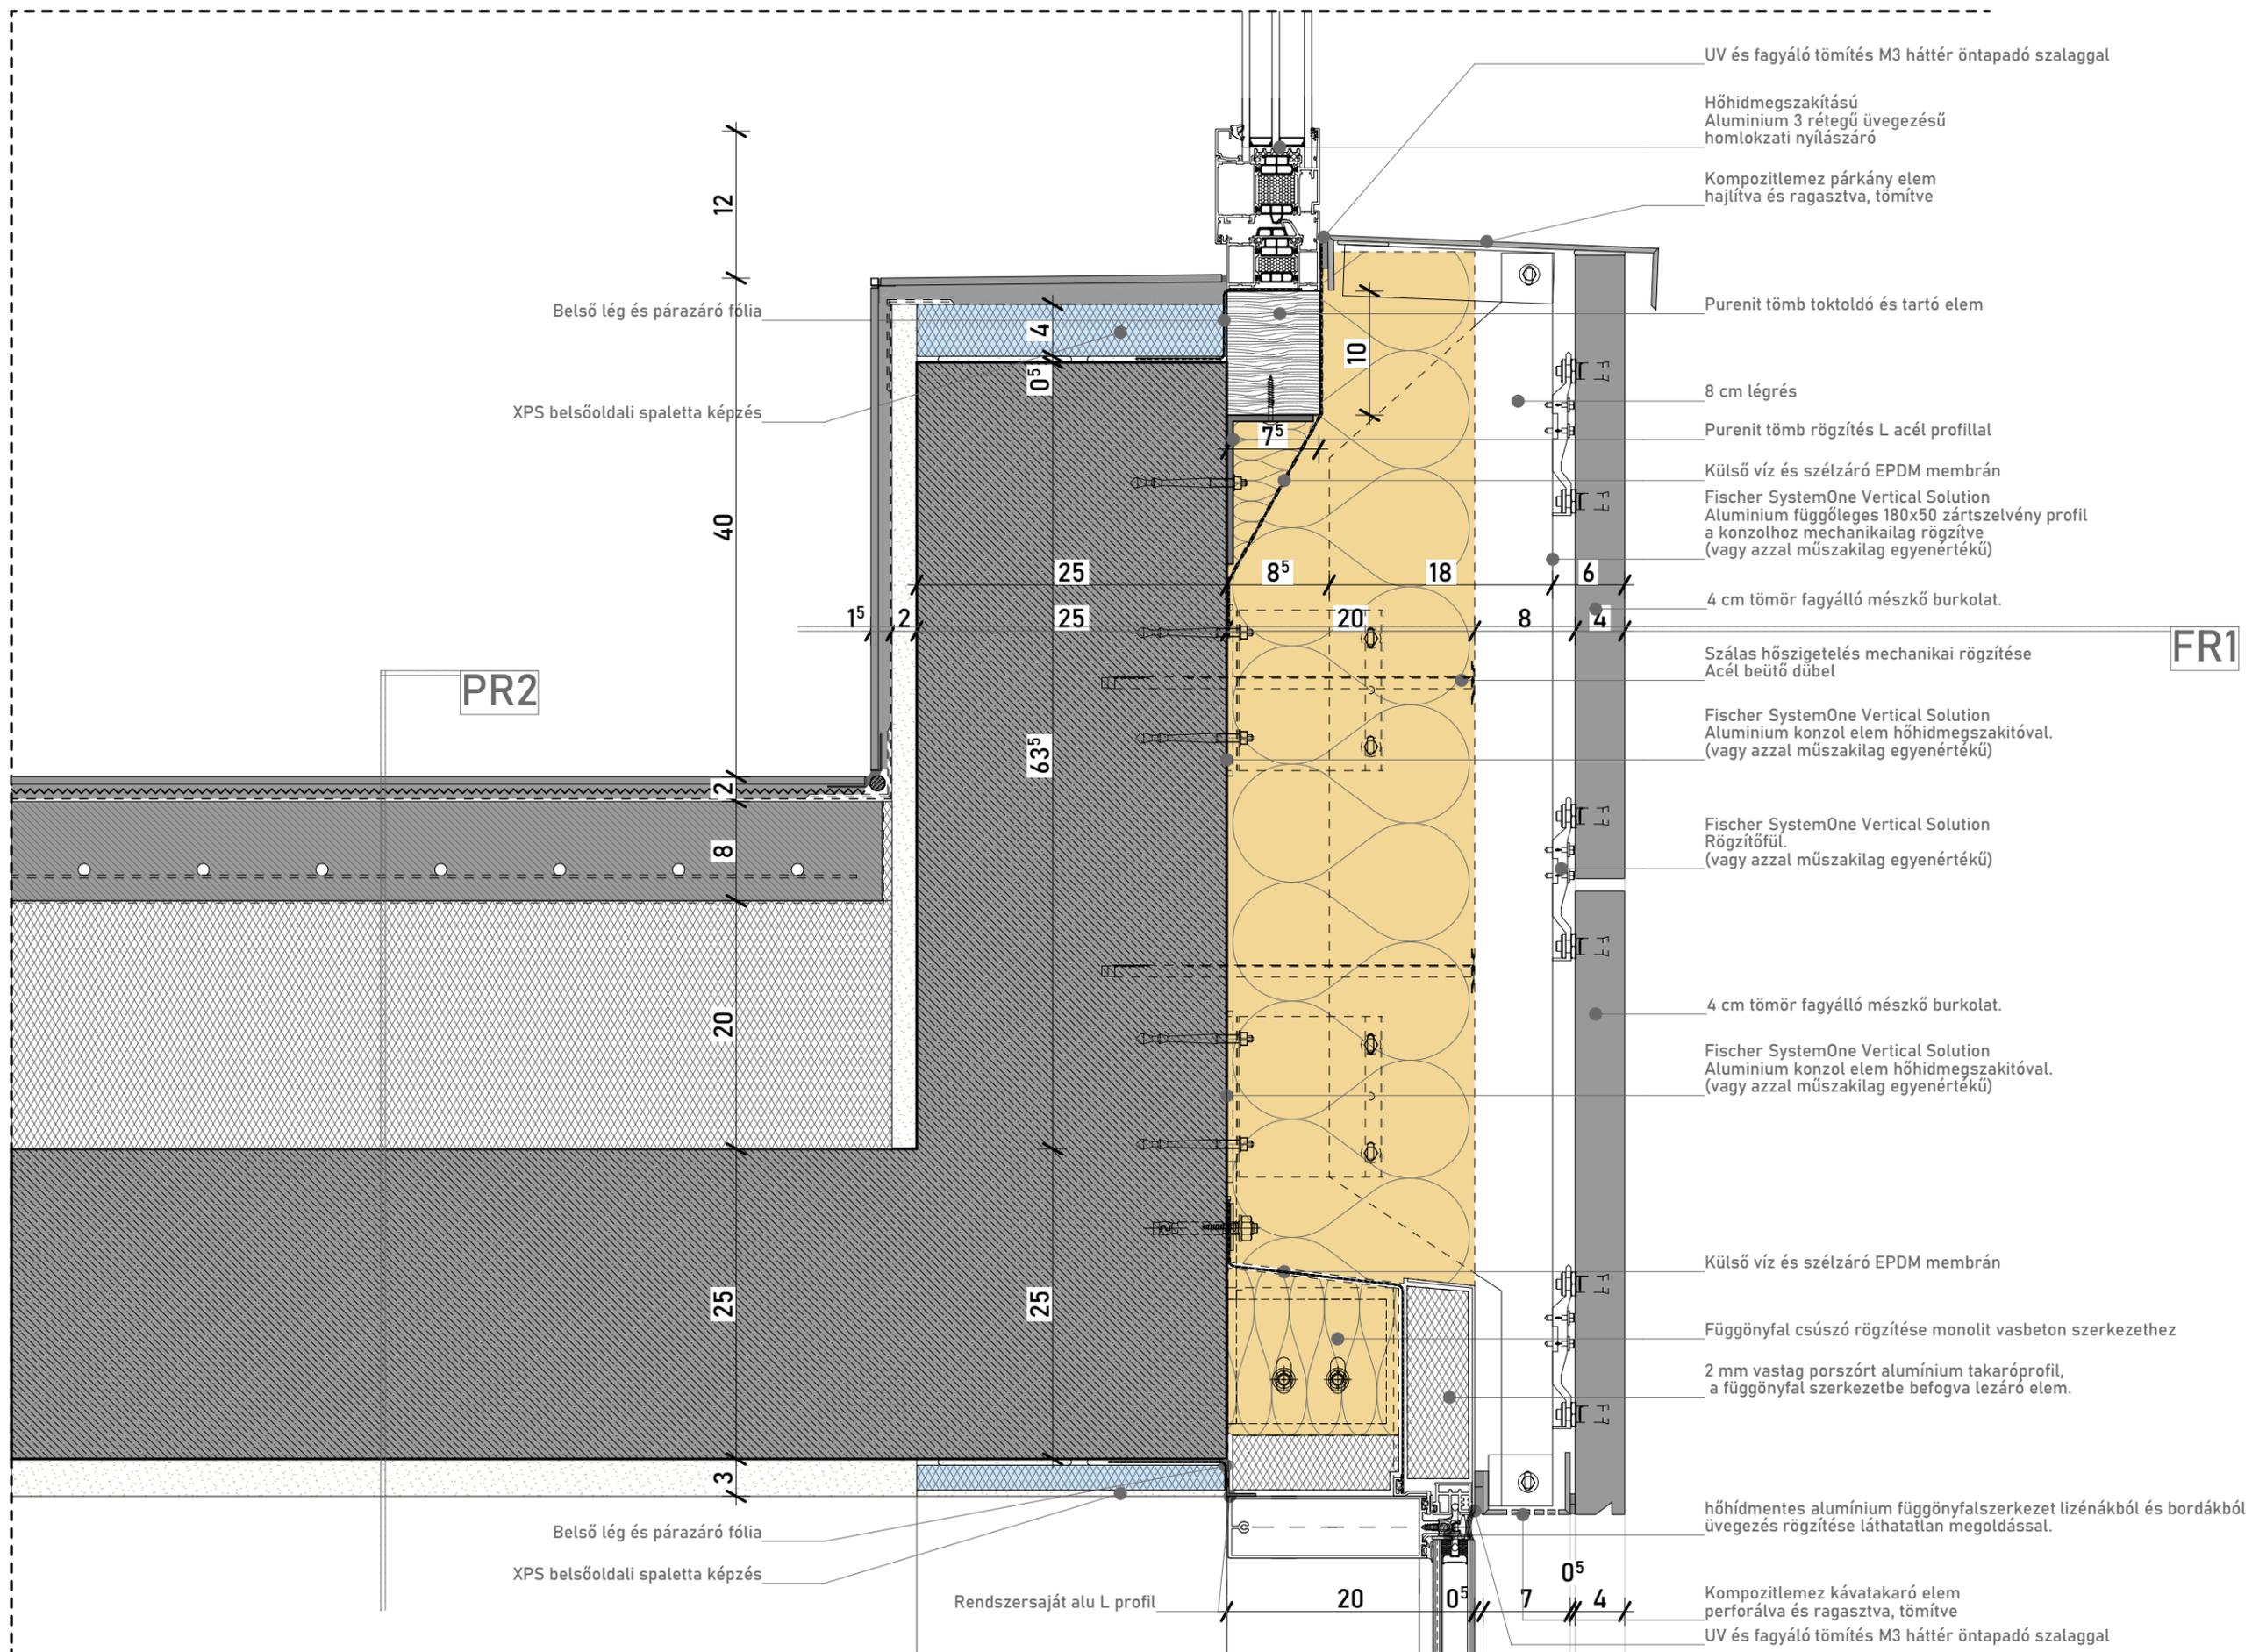 UV és fagyáló tömítés M3 háttér öntapadó szalaggal
Hőhidmegszakítású
Aluminium 3 rétegű üvegezésű
homlokzati nyílászáró
Kompozitlemez párkány elem
hajlítva és ragasztva, tömítve
Purenit tömb toktoldó és tartó elem
8 cm légrés
Purenit tömb rögzítés L acél profillal
Külső víz és szélzáró EPDM membrán
Fischer SystemOne Vertical Solution
Aluminium függőleges 180x50 zártszelvény profil
a konzolhoz mechanikailag rögzítve
(vagy azzal műszakilag egyenértékű)
4 cm tömör fagyálló mészkő burkolat.
FR1
Szálas hőszigetelés mechanikai rögzítése
Acél beütő dübel
Fischer SystemOne Vertical Solution
Aluminium konzol elem hőhidmegszakitóval.
(vagy azzal műszakilag egyenértékű)
Fischer SystemOne Vertical Solution
Rögzítőfül.
(vagy azzal műszakilag egyenértékű)
4 cm tömör fagyálló mészkő burkolat.
Fischer SystemOne Vertical Solution
Aluminium konzol elem hőhidmegszakitóval.
(vagy azzal műszakilag egyenértékű)
Külső víz és szélzáró EPDM membrán
Függönyfal csúszó rögzítése monolit vasbeton szerkezethez
2 mm vastag porszórt alumínium takaróprofil,
a függönyfal szerkezetbe befogva lezáró elem.
hőhídmentes alumínium függönyfalszerkezet lizénákból és bordákból
üvegezés rögzítése láthatatlan megoldással.
Kompozitlemez kávatakaró elem
perforálva és ragasztva, tömítve
UV és fagyáló tömítés M3 háttér öntapadó szalaggal
Belső lég és párazáró fólia
XPS belsőoldali spaletta képzés
PR2
Belső lég és párazáró fólia
XPS belsőoldali spaletta képzés
Rendszersaját alu L profil
12
40
2
8
20
25
3
4
0⁵
63⁵
25
10
7⁵
25 8⁵ 18 6
1⁵ 2 25 20 8 4
20 0⁵ 7 0⁵ 4